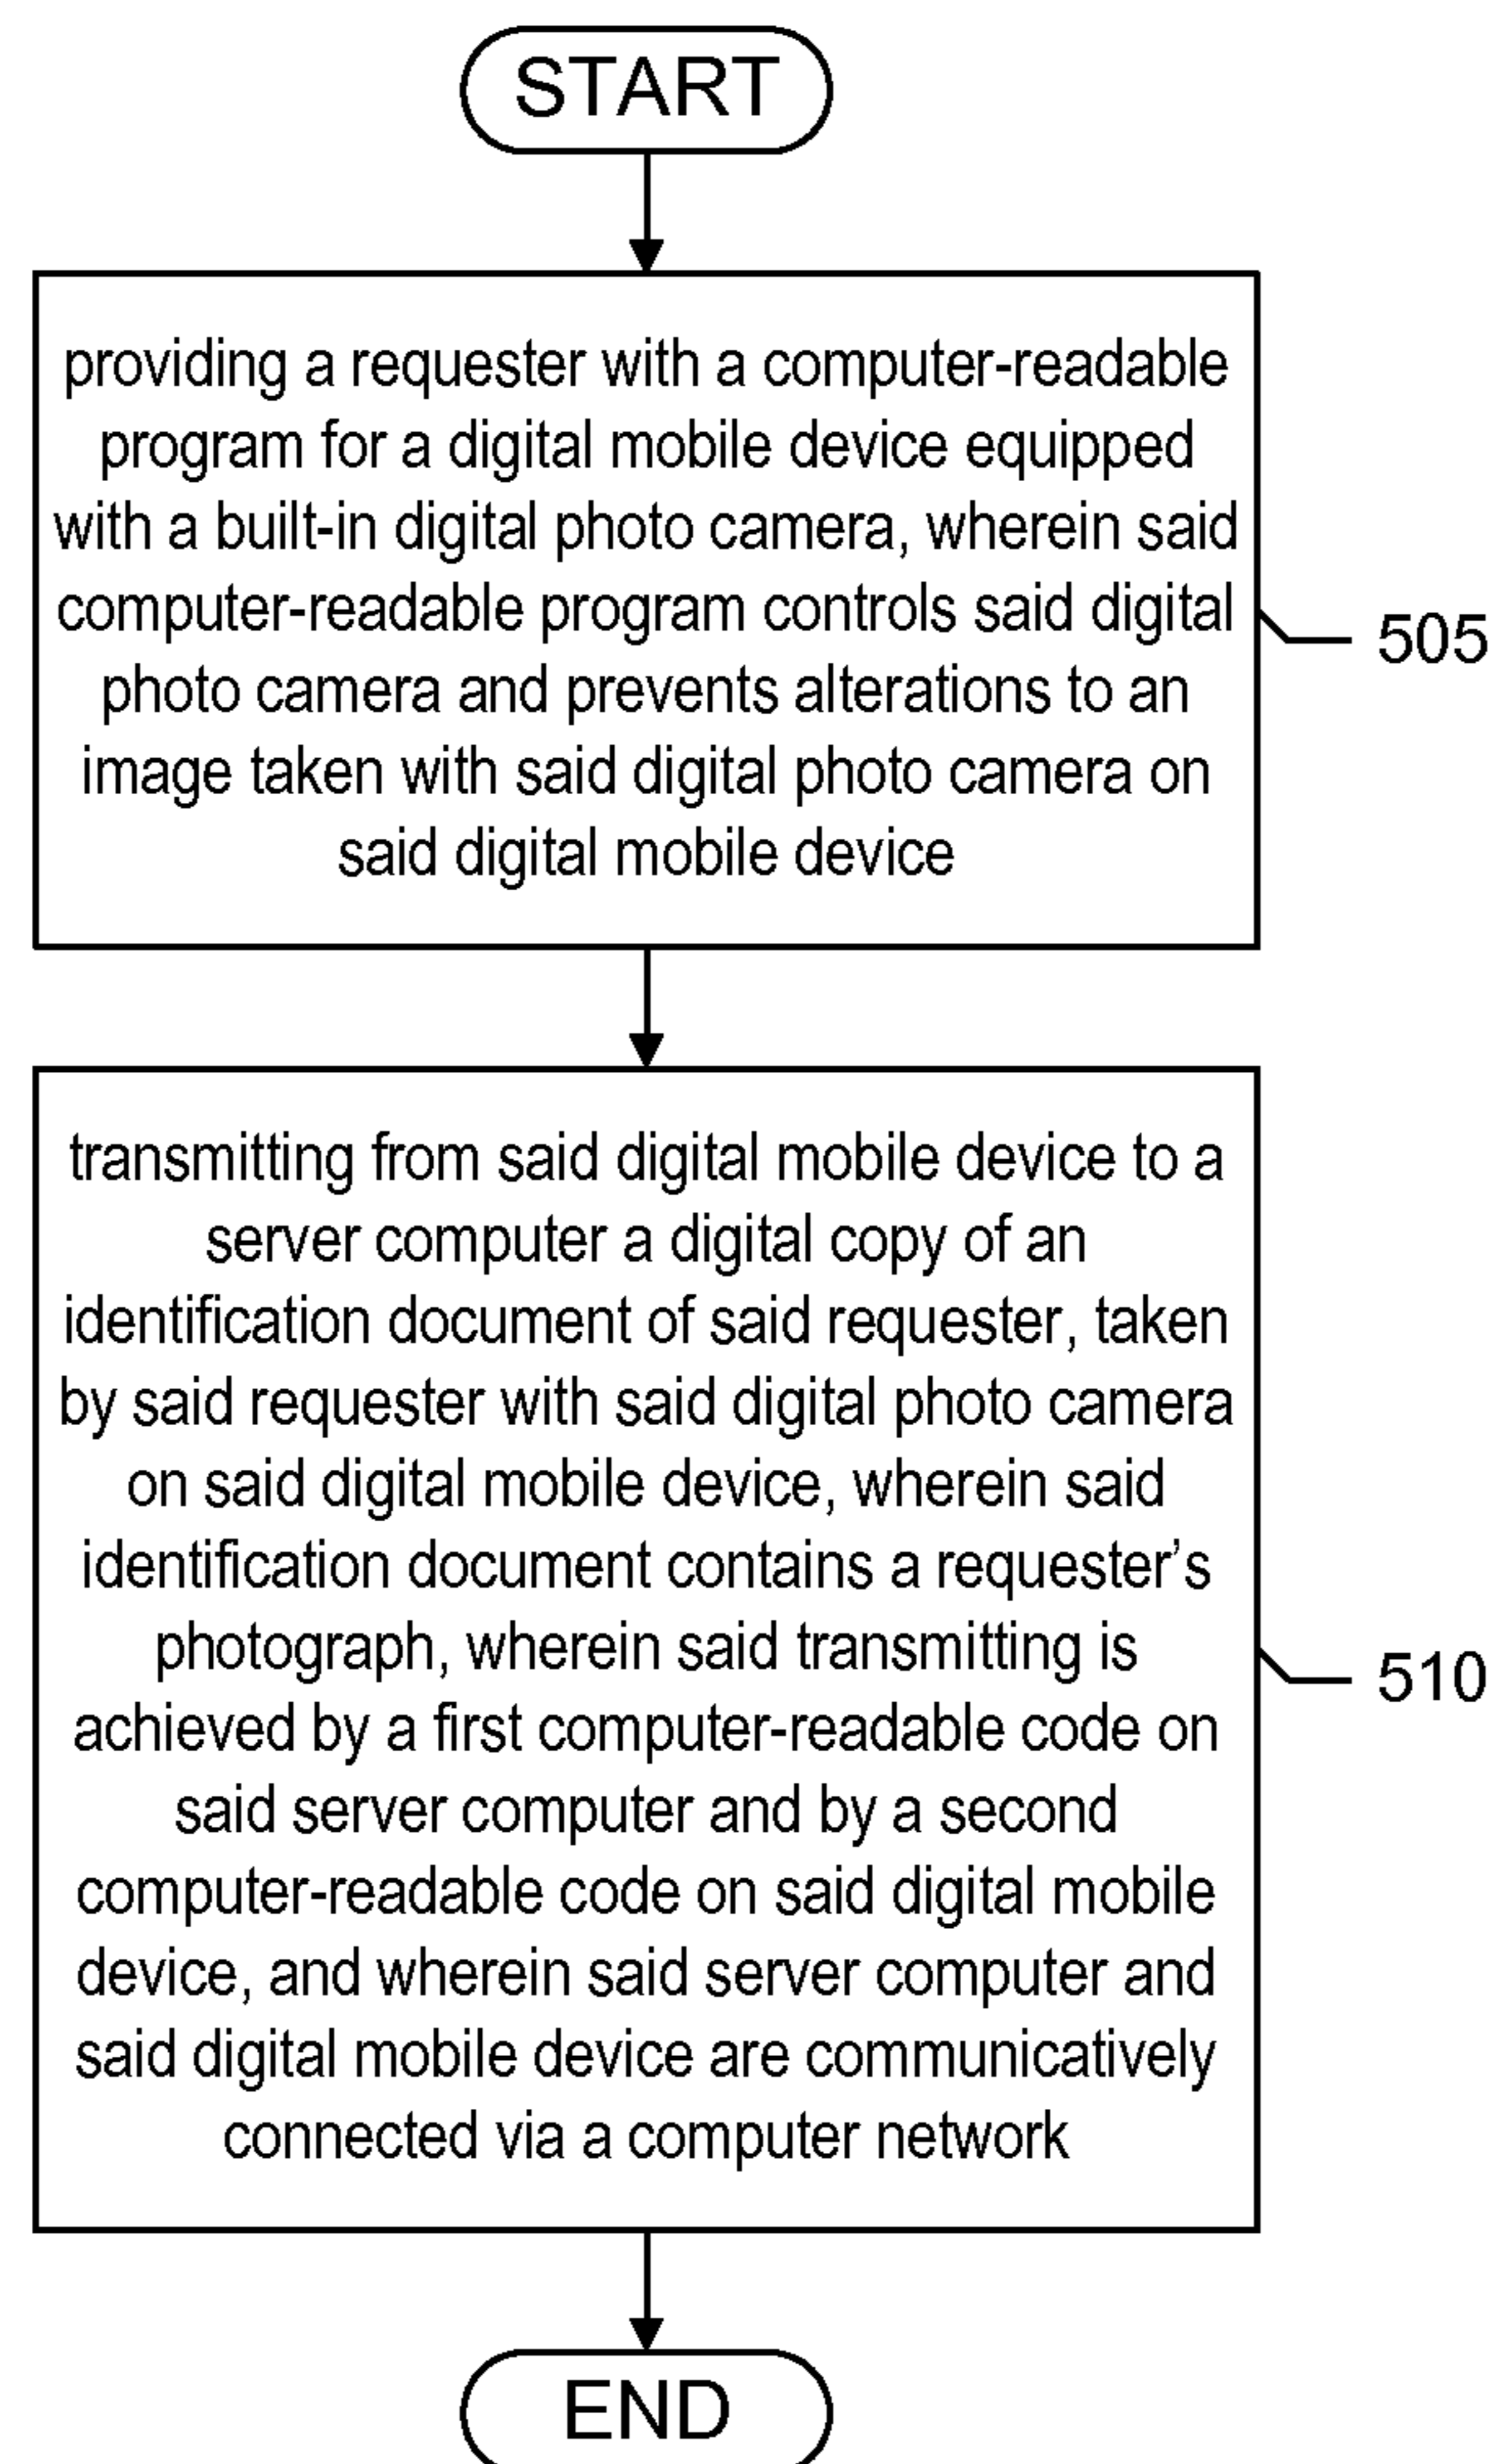 START
providing a requester with a computer-readable
program for a digital mobile device equipped
with a built-in digital photo camera, wherein said
computer-readable program controls said digital
photo camera and prevents alterations to an
image taken with said digital photo camera on
said digital mobile device
505
transmitting from said digital mobile device to a
server computer a digital copy of an
identification document of said requester, taken
by said requester with said digital photo camera
on said digital mobile device, wherein said
identification document contains a requester’s
photograph, wherein said transmitting is
achieved by a first computer-readable code on
said server computer and by a second
computer-readable code on said digital mobile
device, and wherein said server computer and
said digital mobile device are communicatively
connected via a computer network
510
END